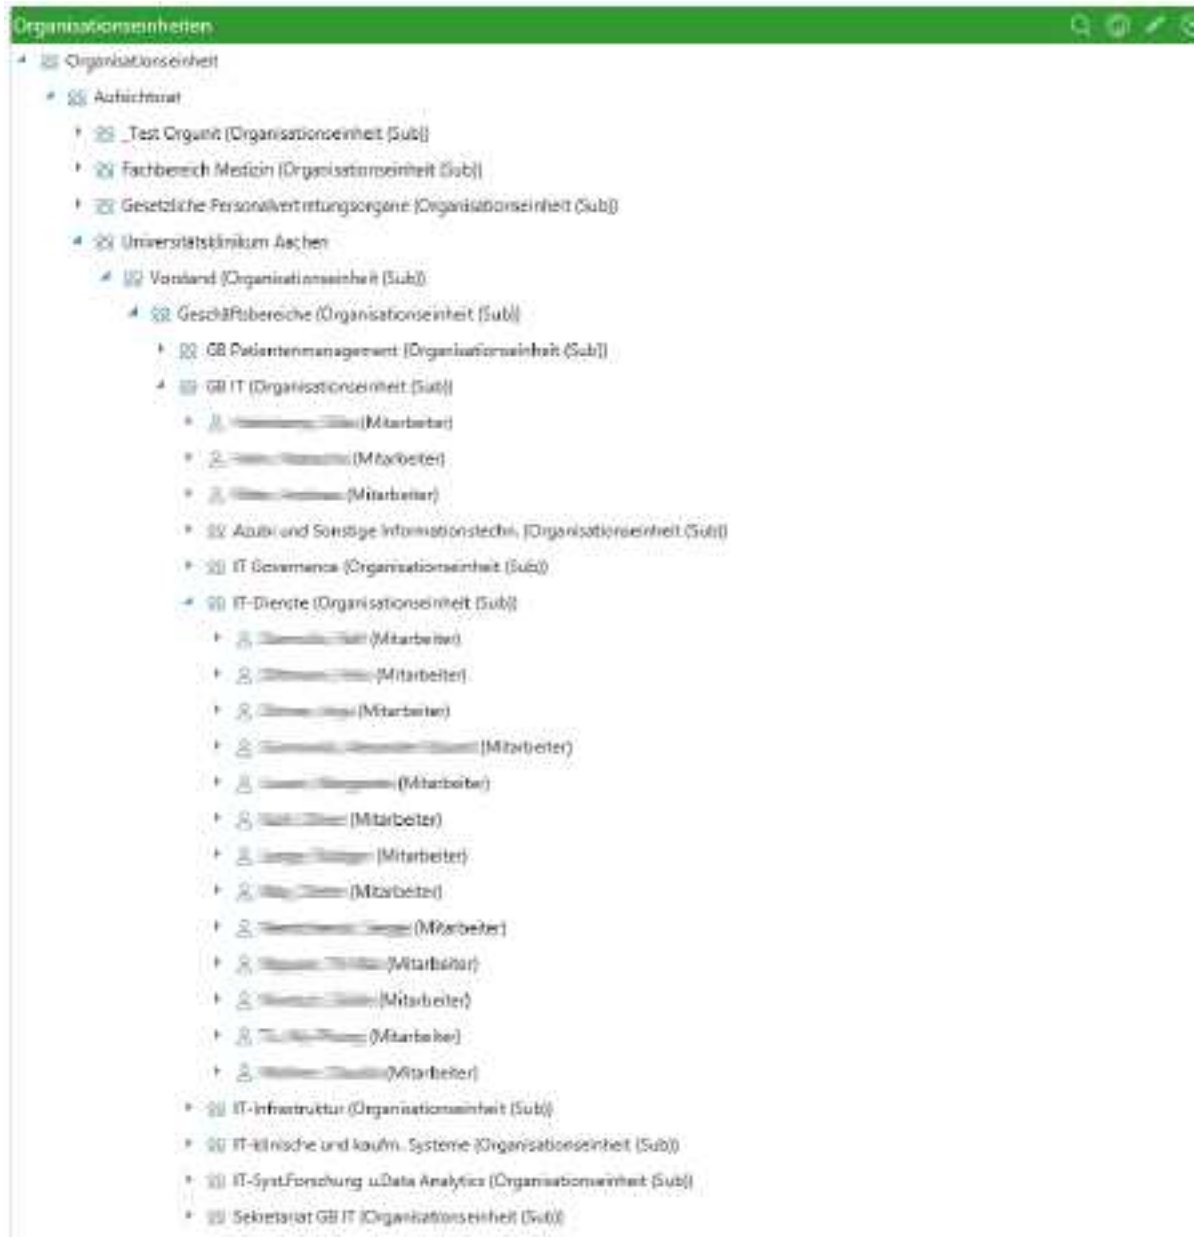 Organisationseinheiten
Organisationseinheit
Aufsichtsrat
_Test Orgunit (Organisationseinheit (Sub))
Fachbereich Medizin (Organisationseinheit (Sub))
Gesetzliche Personalvertretungsorgane (Organisationseinheit (Sub))
Universitätsklinikum Aachen
Vorstand (Organisationseinheit (Sub))
Geschäftsbereiche (Organisationseinheit (Sub))
GB Patientenmanagement (Organisationseinheit (Sub))
GB IT (Organisationseinheit (Sub))
(Mitarbeiter)
(Mitarbeiter)
(Mitarbeiter)
Azubi und Sonstige Informationstechn. (Organisationseinheit (Sub))
IT Governance (Organisationseinheit (Sub))
IT-Dienste (Organisationseinheit (Sub))
(Mitarbeiter)
(Mitarbeiter)
(Mitarbeiter)
(Mitarbeiter)
(Mitarbeiter)
(Mitarbeiter)
(Mitarbeiter)
(Mitarbeiter)
(Mitarbeiter)
(Mitarbeiter)
(Mitarbeiter)
(Mitarbeiter)
(Mitarbeiter)
IT-Infrastruktur (Organisationseinheit (Sub))
IT-klinische und kaufm. Systeme (Organisationseinheit (Sub))
IT-Syst.Forschung u.Data Analytics (Organisationseinheit (Sub))
Sekretariat GB IT (Organisationseinheit (Sub))